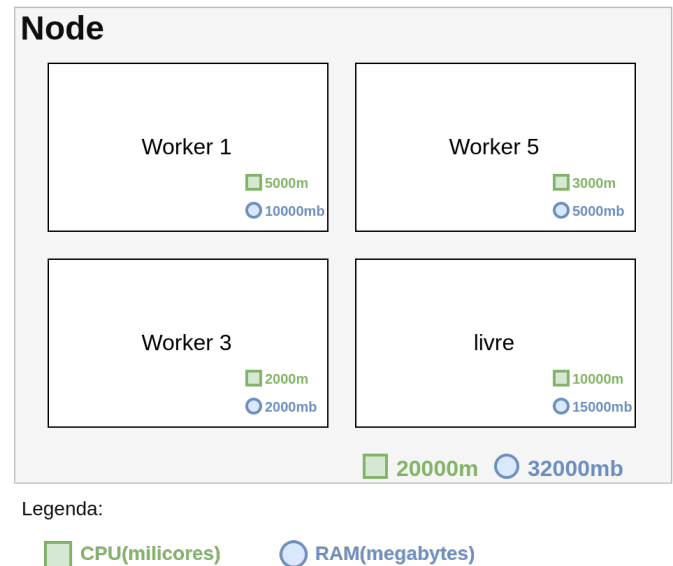 Node
Worker 1
5000m
10000mb
Worker 5
3000m
5000mb
Worker 3
2000m
2000mb
livre
10000m
15000mb
20000m 32000mb
Legenda:
CPU(milicores) RAM(megabytes)